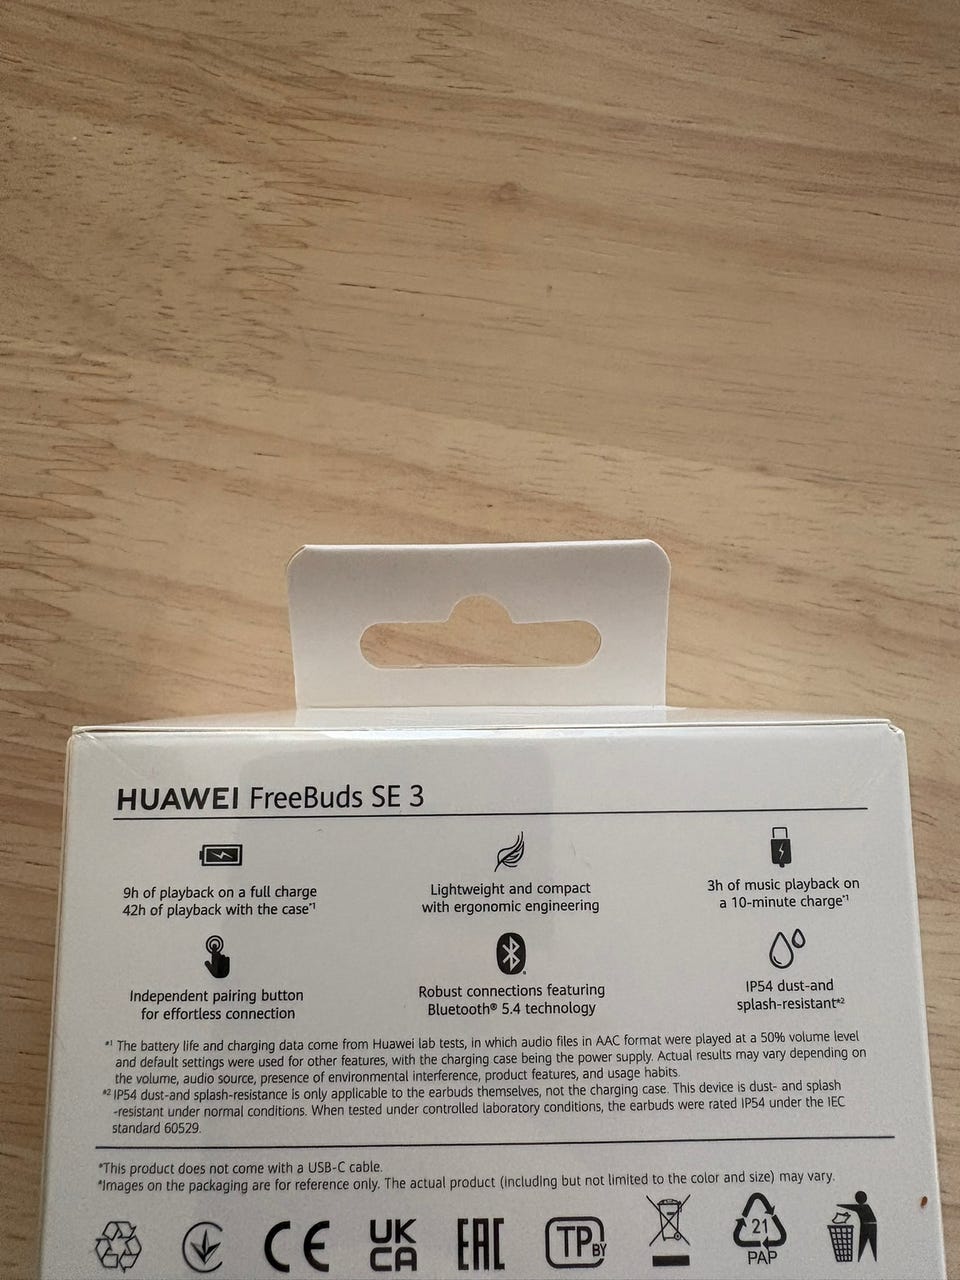 HUAWEI FreeBuds SE 3
9h of playback on a full charge
42h of playback with the case*1
Lightweight and compact
with ergonomic engineering
3h of music playback on
a 10-minute charge*1
Independent pairing button
for effortless connection
Robust connections featuring
Bluetooth® 5.4 technology
IP54 dust-and
splash-resistant*2
*1 The battery life and charging data come from Huawei lab tests, in which audio files in AAC format were played at a 50% volume level
and default settings were used for other features, with the charging case being the power supply. Actual results may vary depending on
the volume, audio source, presence of environmental interference, product features, and usage habits.
*2 IP54 dust-and splash-resistance is only applicable to the earbuds themselves, not the charging case. This device is dust- and splash
-resistant under normal conditions. When tested under controlled laboratory conditions, the earbuds were rated IP54 under the IEC
standard 60529.
*This product does not come with a USB-C cable.
*Images on the packaging are for reference only. The actual product (including but not limited to the color and size) may vary.
CE
UK
CA
EAC
TP BY
21
PAP